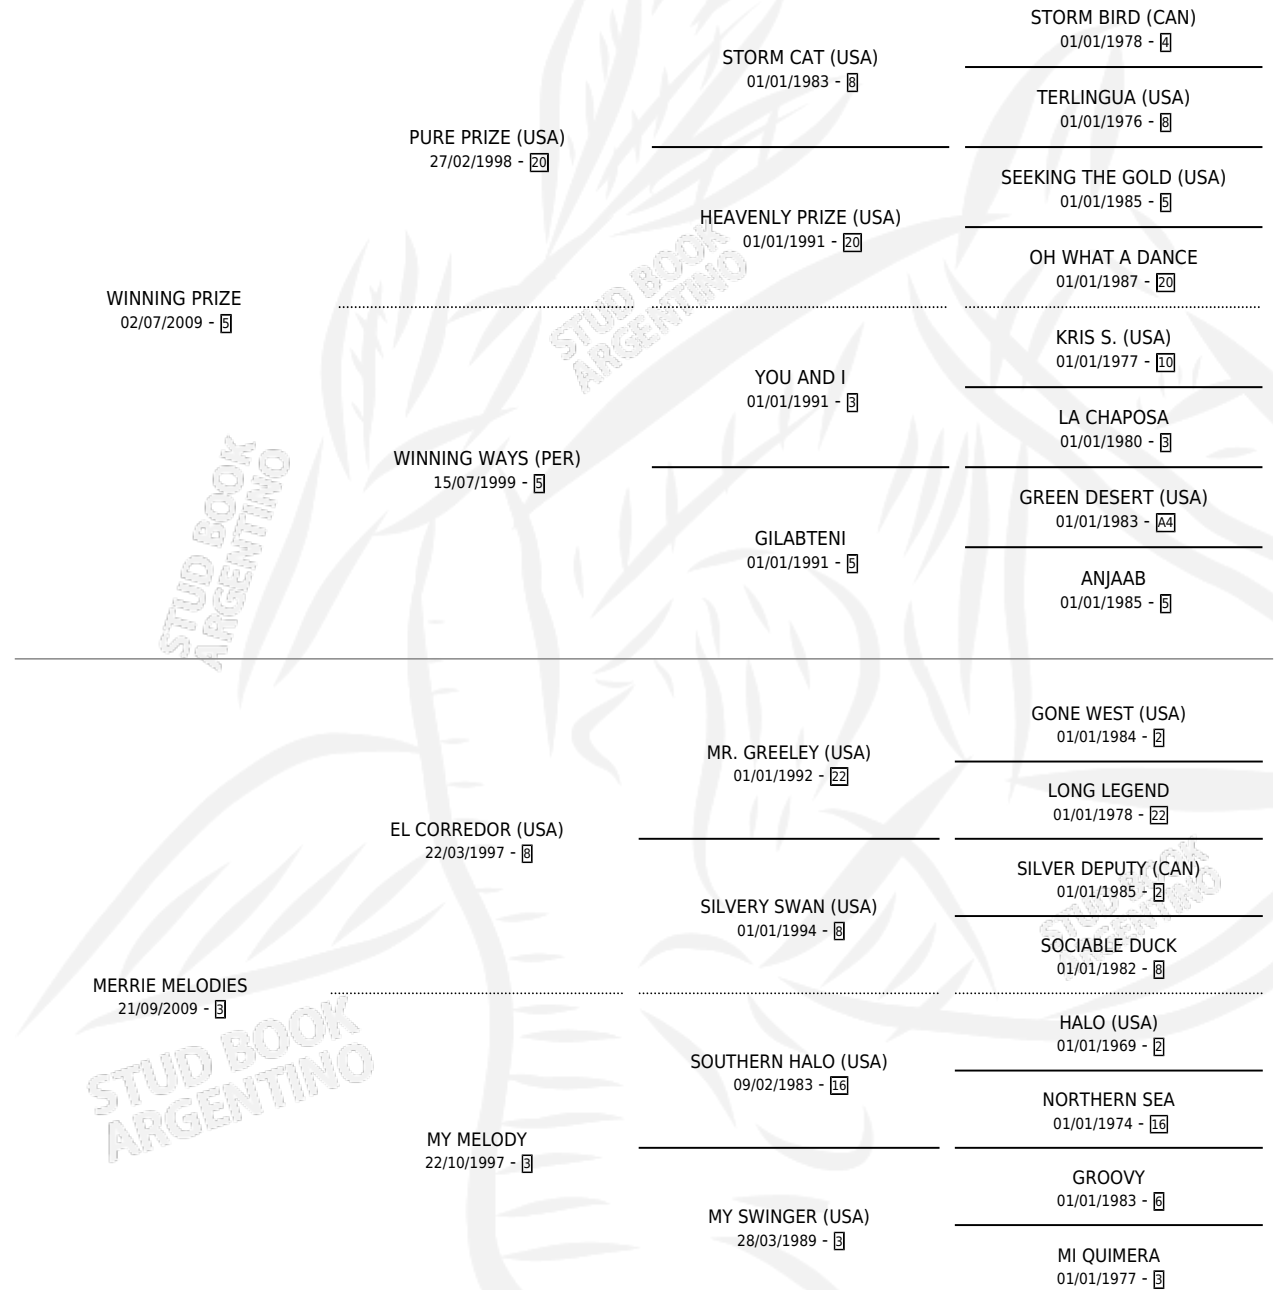 STORM BIRD (CAN)
01/01/1978 - 4
STORM CAT (USA)
01/01/1983 - 8
TERLINGUA (USA)
01/01/1976 - 8
PURE PRIZE (USA)
27/02/1998 - 20
SEEKING THE GOLD (USA)
01/01/1985 - 5
HEAVENLY PRIZE (USA)
01/01/1991 - 20
OH WHAT A DANCE
01/01/1987 - 20
WINNING PRIZE
02/07/2009 - 5
KRIS S. (USA)
01/01/1977 - 10
YOU AND I
01/01/1991 - 3
LA CHAPOSA
01/01/1980 - 3
WINNING WAYS (PER)
15/07/1999 - 5
GREEN DESERT (USA)
01/01/1983 - A4
GILABTENI
01/01/1991 - 5
ANJAAB
01/01/1985 - 5
STUD BOOK
ARGENTINO
STUD BOOK
ARGENTINO
GONE WEST (USA)
01/01/1984 - 2
MR. GREELEY (USA)
01/01/1992 - 22
LONG LEGEND
01/01/1978 - 22
EL CORREDOR (USA)
22/03/1997 - 8
SILVER DEPUTY (CAN)
01/01/1985 - 2
SILVERY SWAN (USA)
01/01/1994 - 8
SOCIABLE DUCK
01/01/1982 - 8
MERRIE MELODIES
21/09/2009 - 3
HALO (USA)
01/01/1969 - 2
SOUTHERN HALO (USA)
09/02/1983 - 16
NORTHERN SEA
01/01/1974 - 16
MY MELODY
22/10/1997 - 3
GROOVY
01/01/1983 - 6
MY SWINGER (USA)
28/03/1989 - 3
MI QUIMERA
01/01/1977 - 3
STUD BOOK
ARGENTINO
STUD BOOK
ARGENTINO